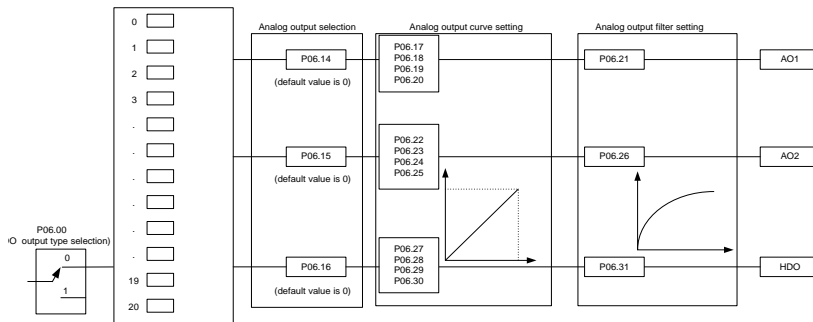 Analog output selection
Analog output curve setting
Analog output filter setting
0
1
2
3
.
.
.
.
.
.
19
20
P06.14
(default value is 0)
P06.15
(default value is 0)
P06.16
(default value is 0)
P06.17
P06.18
P06.19
P06.20
P06.22
P06.23
P06.24
P06.25
P06.27
P06.28
P06.29
P06.30
P06.21
P06.26
P06.31
AO1
AO2
HDO
P06.00
output type selection)
0
1